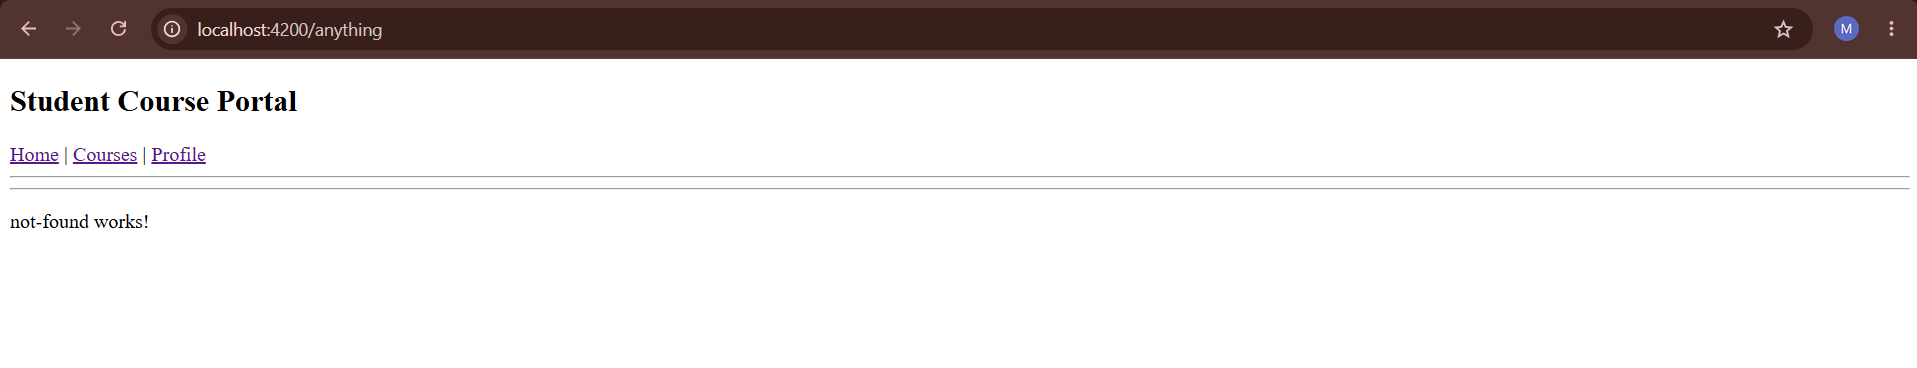 localhost:4200/anything
M
Student Course Portal
Home | Courses | Profile
not-found works!